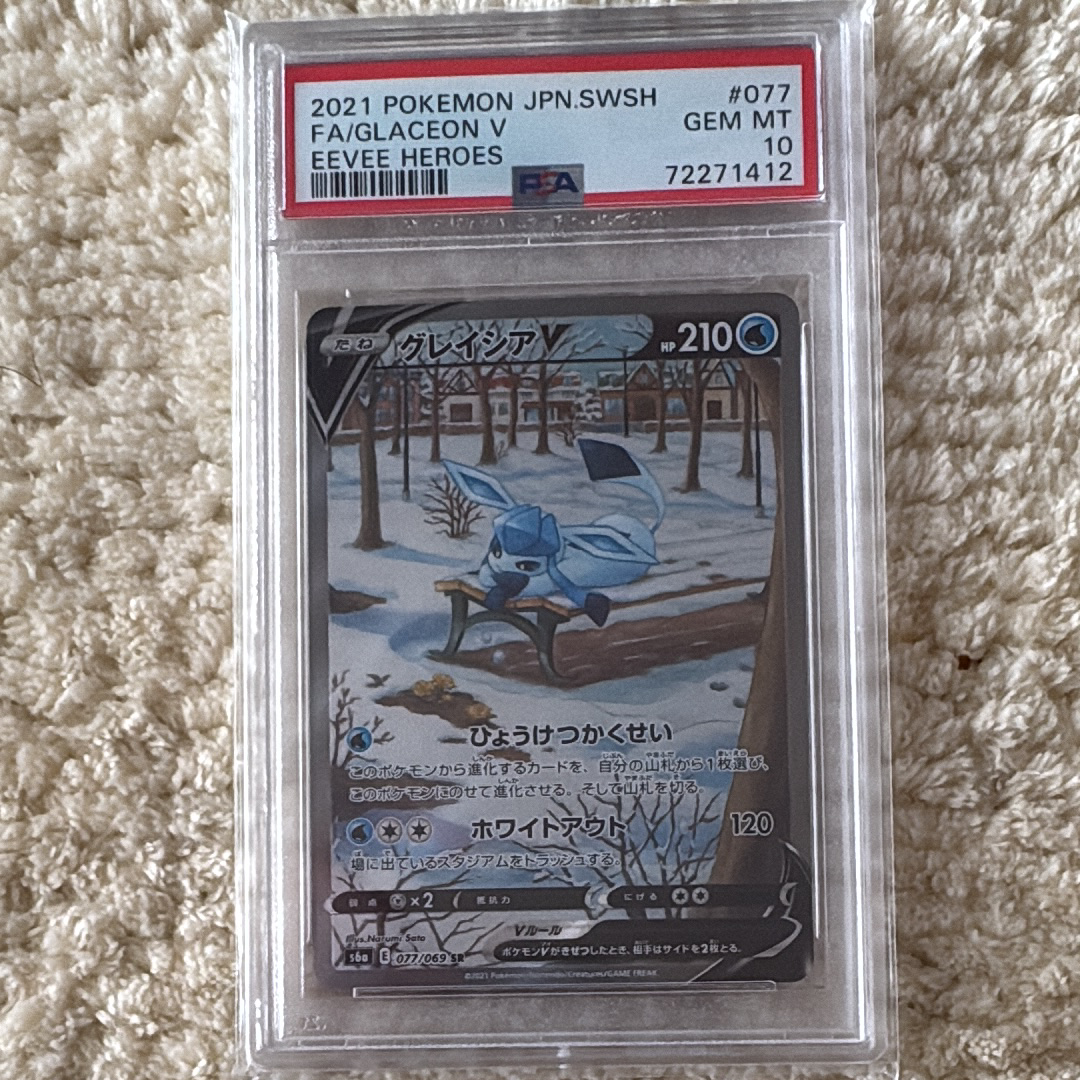 2021 POKEMON JPN.SWSH #077
FA/GLACEON V GEM MT
EEVEE HEROES 10
PSA 72271412
たね グレイシアV HP 210
ひょうけつかくせい
このポケモンから進化するカードを、自分の山札から1枚選び、
このポケモンにのせて進化させる。そして山札を切る。
ホワイトアウト 120
場に出ているスタジアムをトラッシュする。
弱点 ×2 抵抗力 にげる
Illus. Narumi Sato Vルール
s6a E 077/069 SR ポケモンVがきぜつしたとき、相手はサイドを2枚とる。
©2021 Pokémon/Nintendo/Creatures/GAME FREAK